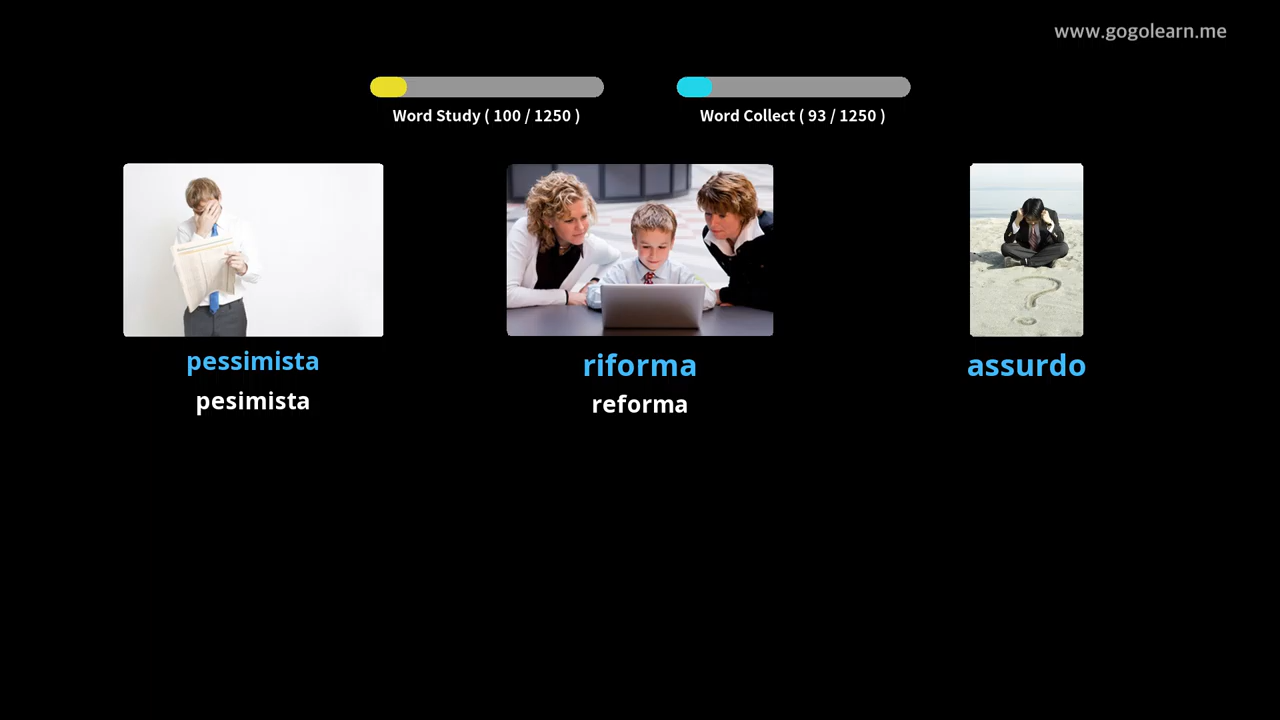 www.gogolearn.me
Word Study ( 100 / 1250 )
Word Collect ( 93 / 1250 )
pessimista
pesimista
riforma
reforma
assurdo